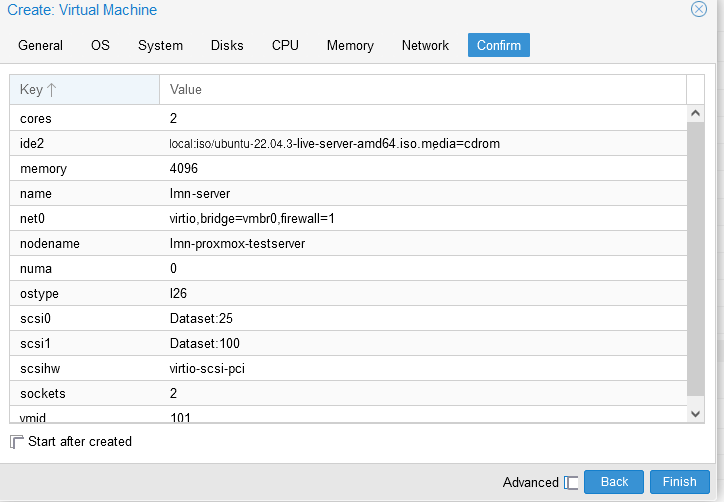 Create: Virtual Machine
General OS System Disks CPU Memory Network Confirm
Key Value
cores 2
ide2 local:iso/ubuntu-22.04.3-live-server-amd64.iso.media=cdrom
memory 4096
name lmn-server
net0 virtio,bridge=vmbr0,firewall=1
nodename lmn-proxmox-testserver
numa 0
ostype l26
scsi0 Dataset:25
scsi1 Dataset:100
scsihw virtio-scsi-pci
sockets 2
vmid 101
Start after created
Advanced Back Finish